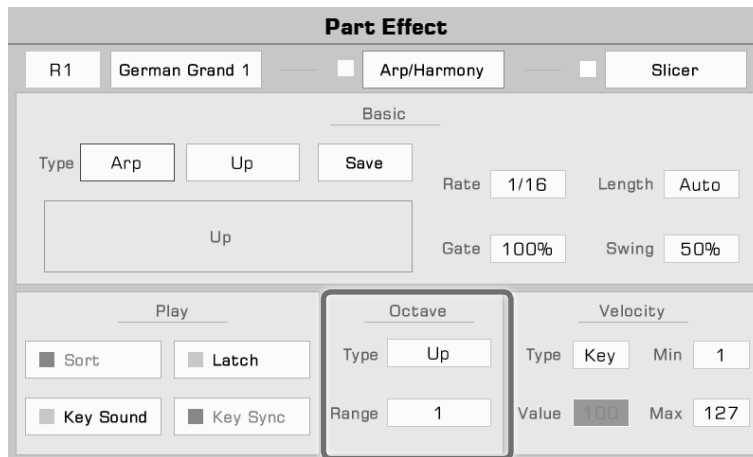 Part Effect
R1 German Grand 1 Arp/Harmony Slicer
Basic
Type Arp Up Save
Rate 1/16 Length Auto
Up
Gate 100% Swing 50%
Play
Sort Latch
Key Sound Key Sync
Octave
Type Up
Range 1
Velocity
Type Key Min 1
Value 100 Max 127